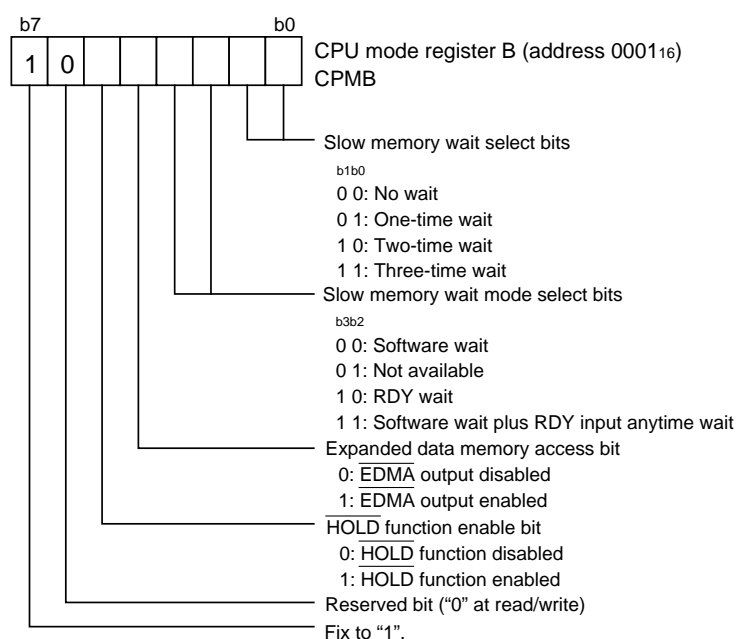 b7 b0
1 0
CPU mode register B (address 0001₁₆)
CPMB
Slow memory wait select bits
b1b0
0 0: No wait
0 1: One-time wait
1 0: Two-time wait
1 1: Three-time wait
Slow memory wait mode select bits
b3b2
0 0: Software wait
0 1: Not available
1 0: RDY wait
1 1: Software wait plus RDY input anytime wait
Expanded data memory access bit
0: EDMA output disabled
1: EDMA output enabled
HOLD function enable bit
0: HOLD function disabled
1: HOLD function enabled
Reserved bit (“0” at read/write)
Fix to “1”.